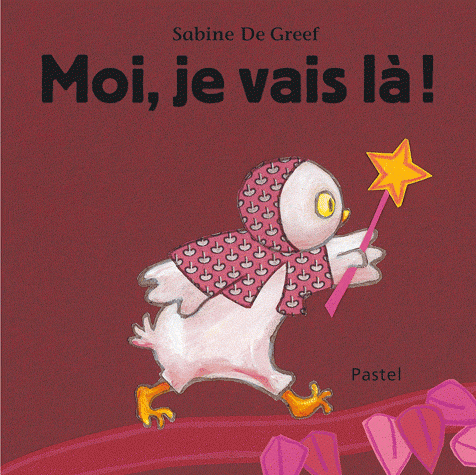 Sabine De Greef
Moi, je vais là !
Pastel